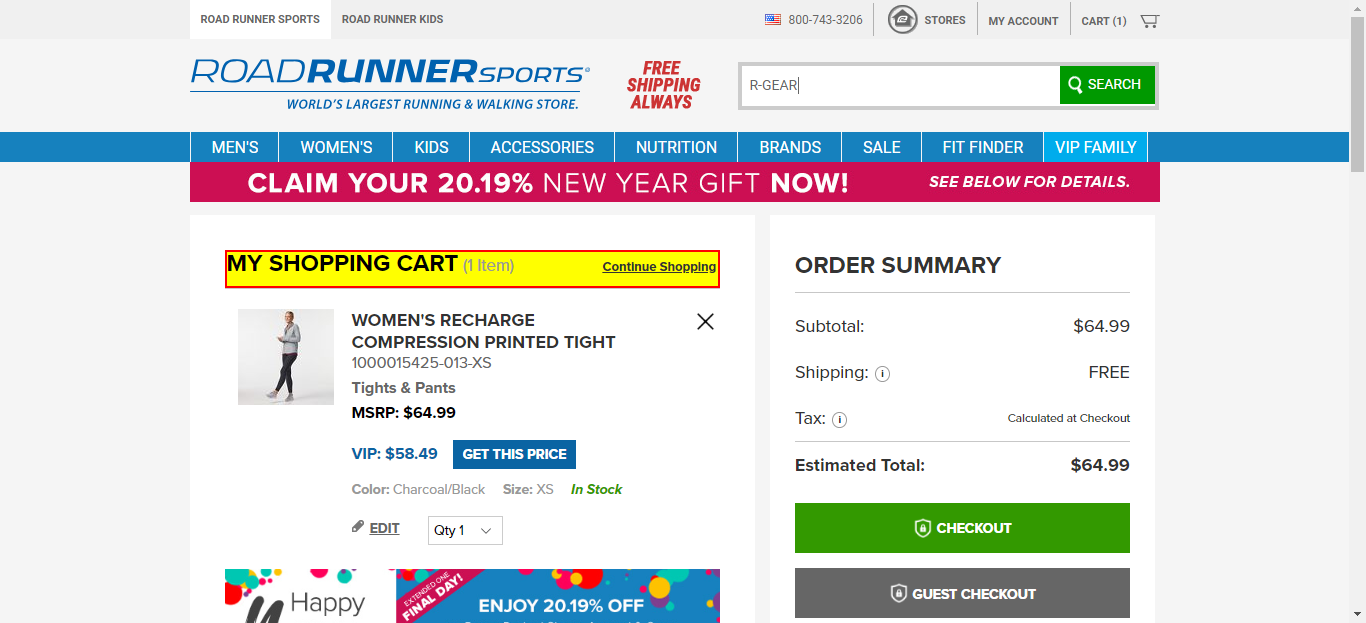 ROAD RUNNER SPORTS
ROAD RUNNER KIDS
800-743-3206
STORES
MY ACCOUNT
CART (1)
ROADRUNNERSPORTS
WORLD'S LARGEST RUNNING & WALKING STORE.
FREE
SHIPPING
ALWAYS
R-GEAR
SEARCH
MEN'S
WOMEN'S
KIDS
ACCESSORIES
NUTRITION
BRANDS
SALE
FIT FINDER
VIP FAMILY
CLAIM YOUR 20.19% NEW YEAR GIFT NOW!
SEE BELOW FOR DETAILS.
MY SHOPPING CART (1 Item)
Continue Shopping
WOMEN'S RECHARGE
COMPRESSION PRINTED TIGHT
1000015425-013-XS
Tights & Pants
MSRP: $64.99
VIP: $58.49
GET THIS PRICE
Color: Charcoal/Black
Size: XS
In Stock
EDIT
Qty 1
Happy
EXTENDED ONE
FINAL DAY!
ENJOY 20.19% OFF
ORDER SUMMARY
Subtotal: $64.99
Shipping: FREE
Tax: Calculated at Checkout
Estimated Total: $64.99
CHECKOUT
GUEST CHECKOUT